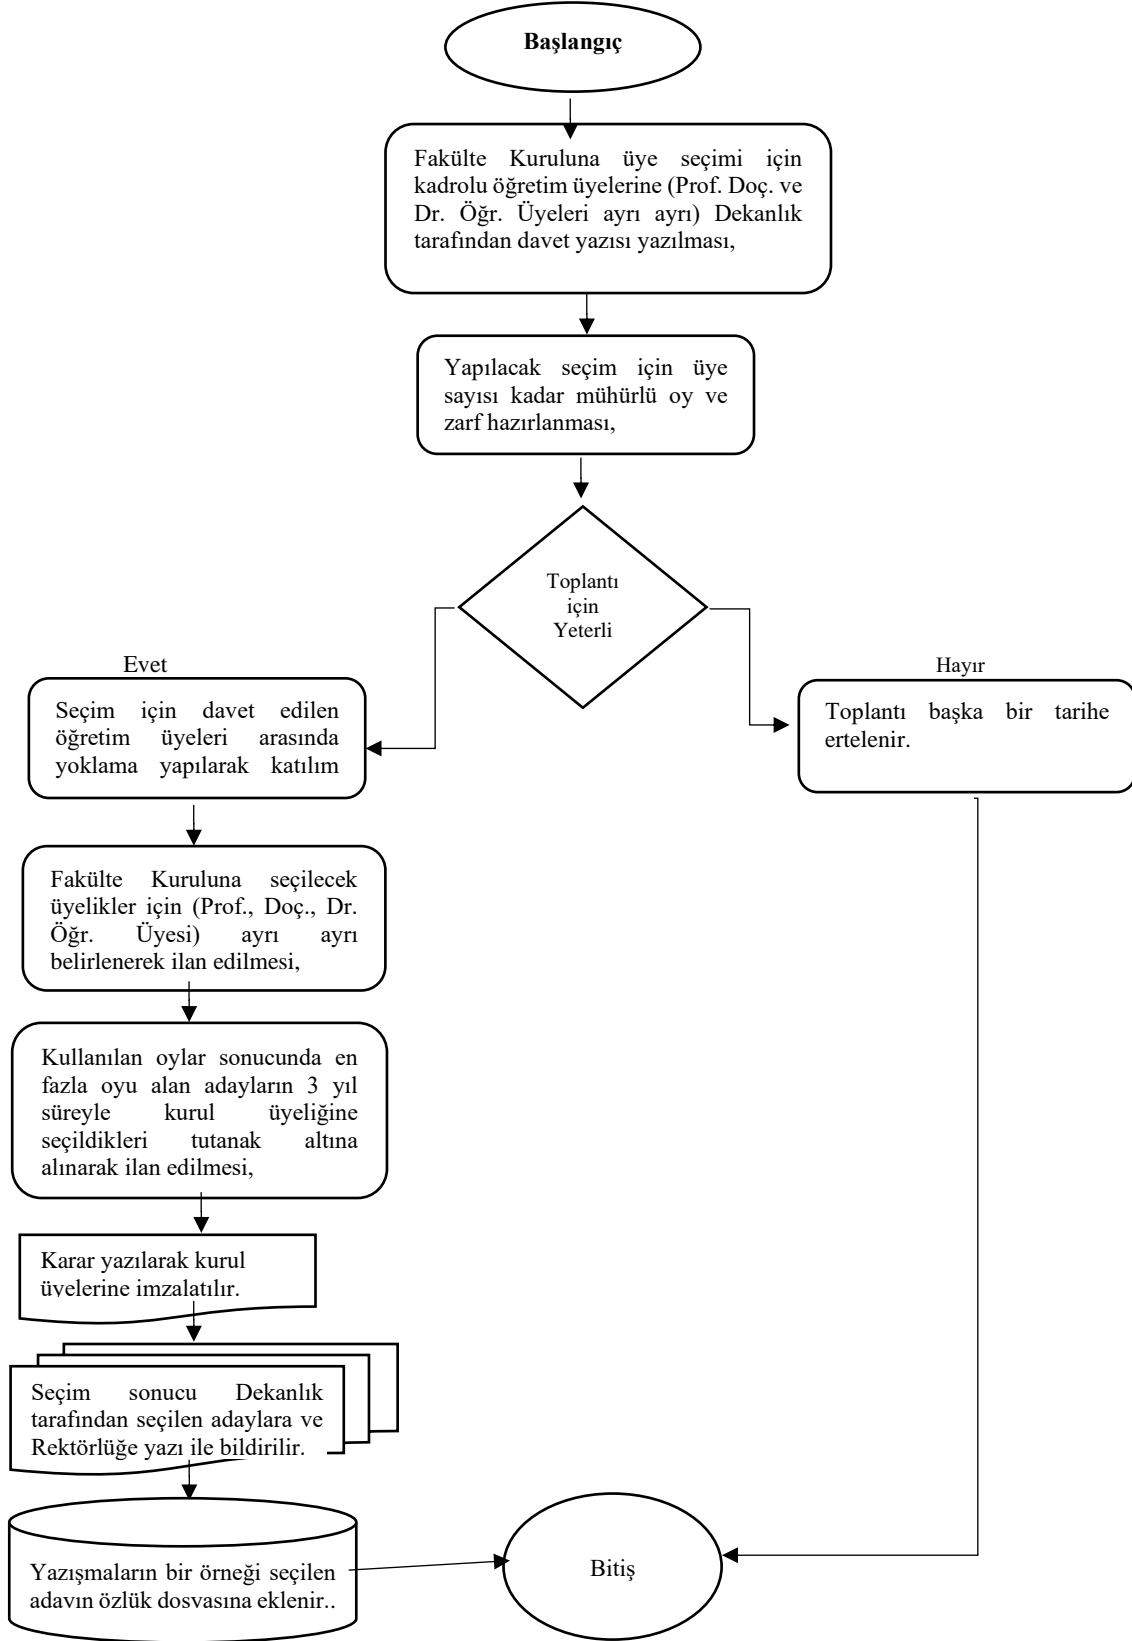 Başlangıç
Fakülte Kuruluna üye seçimi için
kadrolu öğretim üyelerine (Prof. Doç. ve
Dr. Öğr. Üyeleri ayrı ayrı) Dekanlık
tarafından davet yazısı yazılması,
Yapılacak seçim için üye
sayısı kadar mühürlü oy ve
zarf hazırlanması,
Toplantı
için
Yeterli
Evet
Hayır
Seçim için davet edilen
öğretim üyeleri arasında
yoklama yapılarak katılım
Toplantı başka bir tarihe
ertelenir.
Fakülte Kuruluna seçilecek
üyelikler için (Prof., Doç., Dr.
Öğr. Üyesi) ayrı ayrı
belirlenerek ilan edilmesi,
Kullanılan oylar sonucunda en
fazla oyu alan adayların 3 yıl
süreyle kurul üyeliğine
seçildikleri tutanak altına
alınarak ilan edilmesi,
Karar yazılarak kurul
üyelerine imzalatılır.
Seçim sonucu Dekanlık
tarafından seçilen adaylara ve
Rektörlüğe yazı ile bildirilir.
Yazışmaların bir örneği seçilen
adayın özlük dosyasına eklenir..
Bitiş